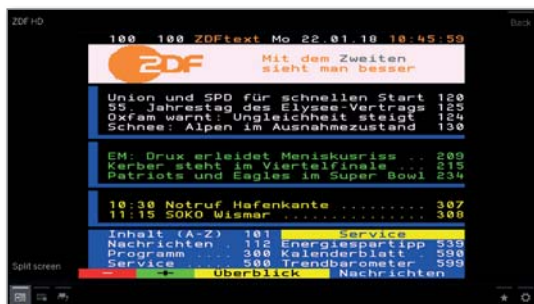 ZDF HD
Back
100 100 ZDFtext Mo 22.01.18 10:45:59
ZDF
Mit dem Zweiten
sieht man besser
Union und SPD für schnellen Start 120
55. Jahrestag des Elysee-Vertrags 125
Oxfam warnt: Ungleichheit steigt 124
Schnee: Alpen im Ausnahmezustand 130
EM: Drux erleidet Meniskusriss .. 209
Kerber steht im Viertelfinale ... 215
Patriots und Eagles im Super Bowl 234
10:30 Notruf Hafenkante ......... 307
11:15 SOKO Wismar ............... 308
Inhalt (A-Z) 101 Service
Nachrichten . 112 Energiespartipp 539
Programm .... 300 Kalenderblatt 590
Service ..... 500 Trendbarometer 599
Split screen
- + Überblick Nachrichten